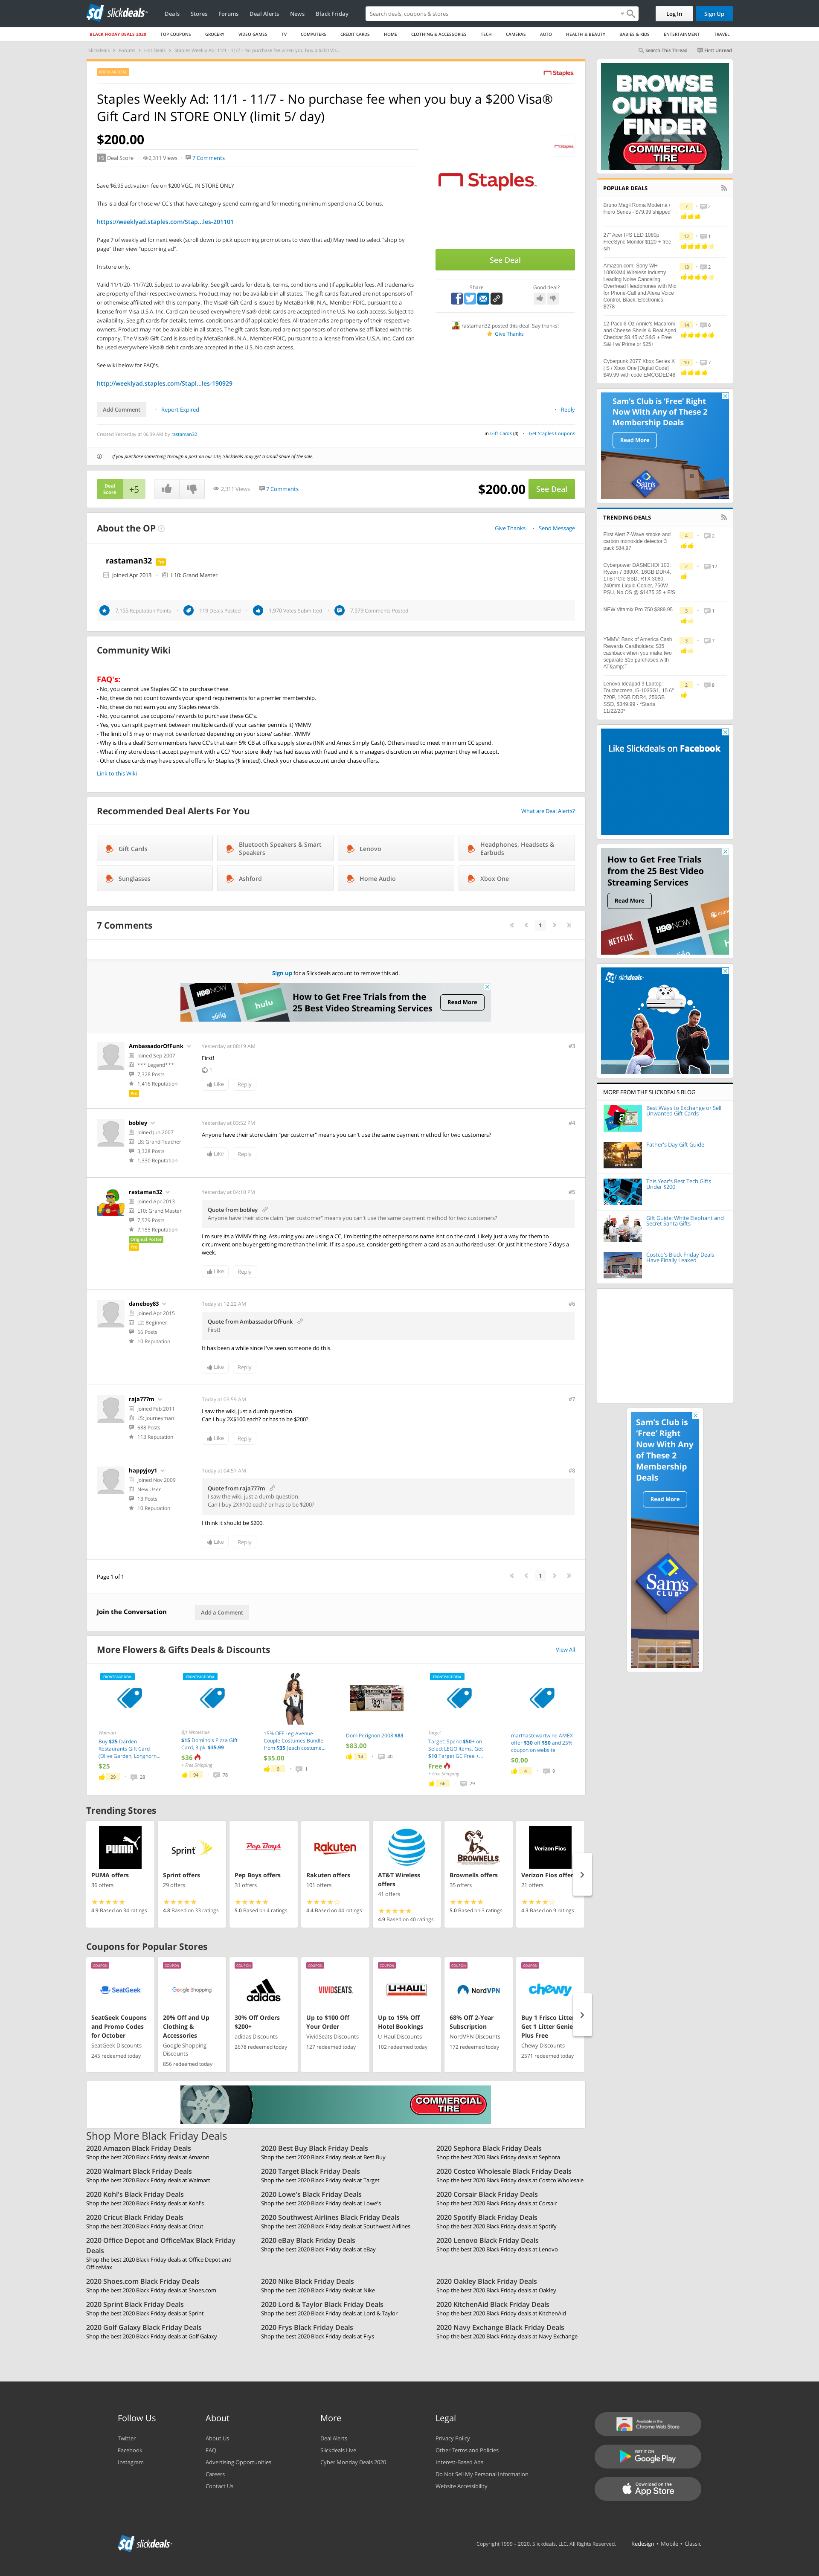 slickdeals
Deals
Stores
Forums
Deal Alerts
News
Black Friday
Search deals, coupons & stores
Log In
Sign Up
BLACK FRIDAY DEALS 2020
TOP COUPONS
GROCERY
VIDEO GAMES
TV
COMPUTERS
CREDIT CARDS
HOME
CLOTHING & ACCESSORIES
TECH
CAMERAS
AUTO
HEALTH & BEAUTY
BABIES & KIDS
ENTERTAINMENT
TRAVEL
Slickdeals > Forums > Hot Deals > Staples Weekly Ad: 11/1 - 11/7 - No purchase fee when you buy a $200 Vis...
Search This Thread
First Unread
Staples
Staples Weekly Ad: 11/1 - 11/7 - No purchase fee when you buy a $200 Visa®
Gift Card IN STORE ONLY (limit 5/ day)
$200.00
+5 Deal Score
2,311 Views
7 Comments
Save $6.95 activation fee on $200 VGC. IN STORE ONLY
This is a deal for those w/ CC's that have category spend earning and for meeting minimum spend on a CC bonus.
https://weeklyad.staples.com/Stap...les-201101
Page 7 of weekly ad for next week (scroll down to pick upcoming promotions to view that ad) May need to select "shop by
page" then view "upcoming ad".
In store only.
Valid 11/1/20–11/7/20. Subject to availability. See gift cards for details, terms, conditions and (if applicable) fees. All trademarks
are property of their respective owners. Product may not be available in all states. The gift cards featured are not sponsors or
otherwise affiliated with this company. The Visa® Gift Card is issued by MetaBank®, N.A., Member FDIC, pursuant to a license
from Visa U.S.A. Inc. Card can be used everywhere Visa® debit cards are accepted in the U.S. No cash access. Subject to
availability. See gift cards for details, terms, conditions and (if applicable) fees. All trademarks are property of their respective
owners. Product may not be available in all states. The gift cards featured are not sponsors or otherwise affiliated with this
company. The Visa® Gift Card is issued by MetaBank®, N.A., Member FDIC, pursuant to a license from Visa U.S.A. Inc. Card can
be used everywhere Visa® debit cards are accepted in the U.S. No cash access.
See wiki below for FAQ's.
http://weeklyad.staples.com/Stapl...les-190929
Staples
Staples
See Deal
Share
Good deal?
rastaman32 posted this deal. Say thanks!
Give Thanks
Add Comment
Report Expired
Reply
Created Yesterday at 06:39 AM by rastaman32
in Gift Cards (4)
Get Staples Coupons
If you purchase something through a post on our site, Slickdeals may get a small share of the sale.
Deal
Score
+5
2,311 Views
7 Comments
$200.00
See Deal
About the OP
Give Thanks
Send Message
rastaman32 Pro
Joined Apr 2013
L10: Grand Master
7,155 Reputation Points
119 Deals Posted
1,970 Votes Submitted
7,579 Comments Posted
Community Wiki
FAQ's:
- No, you cannot use Staples GC's to purchase these.
- No, these do not count towards your spend requirements for a premier membership.
- No, these do not earn you any Staples rewards.
- No, you cannot use coupons/ rewards to purchase these GC's.
- Yes, you can split payment between multiple cards (if your cashier permits it) YMMV
- The limit of 5 may or may not be enforced depending on your store/ cashier. YMMV
- Why is this a deal? Some members have CC's that earn 5% CB at office supply stores (INK and Amex Simply Cash). Others need to meet minimum CC spend.
- What if my store does not accept payment with a CC? Your store likely has had issues with fraud and it is managers discretion on what payment they will accept.
- Other chase cards may have special offers for Staples ($ limited). Check your chase account under chase offers.
Link to this Wiki
Recommended Deal Alerts For You
What are Deal Alerts?
Gift Cards
Bluetooth Speakers & Smart
Speakers
Lenovo
Headphones, Headsets &
Earbuds
Sunglasses
Ashford
Home Audio
Xbox One
7 Comments
1
Sign up for a Slickdeals account to remove this ad.
HBO NOW
hulu
sling
How to Get Free Trials from the
25 Best Video Streaming Services
Read More
AmbassadorOfFunk
Joined Sep 2007
*** Legend***
7,328 Posts
1,416 Reputation
Pro
Yesterday at 08:19 AM
#3
First!
1
Like
Reply
bobley
Joined Jun 2007
L8: Grand Teacher
3,328 Posts
1,330 Reputation
Yesterday at 03:52 PM
#4
Anyone have their store claim "per customer" means you can't use the same payment method for two customers?
Like
Reply
rastaman32
Joined Apr 2013
L10: Grand Master
7,579 Posts
7,155 Reputation
Original Poster
Pro
Yesterday at 04:10 PM
#5
Quote from bobley
Anyone have their store claim "per customer" means you can't use the same payment method for two customers?
I'm sure its a YMMV thing. Assuming you are using a CC, I'm betting the other persons name isnt on the card. Likely just a way for them to
circumvent one buyer getting more than the limit. If its a spouse, consider getting them a card as an authorized user. Or just hit the store 7 days a
week.
Like
Reply
daneboy83
Joined Apr 2015
L2: Beginner
56 Posts
10 Reputation
Today at 12:22 AM
#6
Quote from AmbassadorOfFunk
First!
It has been a while since I've seen someone do this.
Like
Reply
raja777m
Joined Feb 2011
L5: Journeyman
638 Posts
113 Reputation
Today at 03:59 AM
#7
I saw the wiki, just a dumb question.
Can I buy 2X$100 each? or has to be $200?
Like
Reply
happyjoy1
Joined Nov 2009
New User
13 Posts
10 Reputation
Today at 04:57 AM
#8
Quote from raja777m
I saw the wiki, just a dumb question.
Can I buy 2X$100 each? or has to be $200?
I think it should be $200.
Like
Reply
Page 1 of 1
1
Join the Conversation
Add a Comment
More Flowers & Gifts Deals & Discounts
View All
FRONTPAGE DEAL
Walmart
Buy $25 Darden
Restaurants Gift Card
(Olive Garden, Longhorn...
$25
29
28
FRONTPAGE DEAL
BJs Wholesale
$15 Domino's Pizza Gift
Card, 3 pk. $35.99
$36
+ Free Shipping
94
78
15% OFF Leg Avenue
Couple Costumes Bundle
from $35 (each costume...
$35.00
0
1
Dom Perignon 2008 $83
$83.00
14
40
FRONTPAGE DEAL
Target
Target: Spend $50+ on
Select LEGO Items, Get
$10 Target GC Free +...
Free
+ Free Shipping
66
29
marthastewartwine AMEX
offer $30 off $50 and 25%
coupon on website
$0.00
4
9
Trending Stores
PUMA
PUMA offers
36 offers
4.9 Based on 34 ratings
Sprint
Sprint offers
29 offers
4.8 Based on 33 ratings
Pep Boys
Pep Boys offers
31 offers
5.0 Based on 4 ratings
Rakuten
Rakuten offers
101 offers
4.4 Based on 44 ratings
AT&T
AT&T Wireless
offers
41 offers
4.9 Based on 40 ratings
BROWNELLS
Brownells offers
35 offers
5.0 Based on 3 ratings
Verizon Fios
Verizon Fios offer
21 offers
4.3 Based on 9 ratings
Coupons for Popular Stores
COUPON
SeatGeek
SeatGeek Coupons
and Promo Codes
for October
SeatGeek Discounts
245 redeemed today
COUPON
Google Shopping
20% Off and Up
Clothing &
Accessories
Google Shopping
Discounts
856 redeemed today
COUPON
adidas
30% Off Orders
$200+
adidas Discounts
2678 redeemed today
COUPON
VIVIDSEATS.
Up to $100 Off
Your Order
VividSeats Discounts
127 redeemed today
COUPON
U-HAUL
Up to 15% Off
Hotel Bookings
U-Haul Discounts
102 redeemed today
COUPON
NordVPN
68% Off 2-Year
Subscription
NordVPN Discounts
172 redeemed today
COUPON
chewy
Buy 1 Frisco Litter
Get 1 Litter Genie
Plus Free
Chewy Discounts
2571 redeemed today
COMMERCIAL
TIRE
Shop More Black Friday Deals
2020 Amazon Black Friday Deals
Shop the best 2020 Black Friday deals at Amazon
2020 Best Buy Black Friday Deals
Shop the best 2020 Black Friday deals at Best Buy
2020 Sephora Black Friday Deals
Shop the best 2020 Black Friday deals at Sephora
2020 Walmart Black Friday Deals
Shop the best 2020 Black Friday deals at Walmart
2020 Target Black Friday Deals
Shop the best 2020 Black Friday deals at Target
2020 Costco Wholesale Black Friday Deals
Shop the best 2020 Black Friday deals at Costco Wholesale
2020 Kohl's Black Friday Deals
Shop the best 2020 Black Friday deals at Kohl's
2020 Lowe's Black Friday Deals
Shop the best 2020 Black Friday deals at Lowe's
2020 Corsair Black Friday Deals
Shop the best 2020 Black Friday deals at Corsair
2020 Cricut Black Friday Deals
Shop the best 2020 Black Friday deals at Cricut
2020 Southwest Airlines Black Friday Deals
Shop the best 2020 Black Friday deals at Southwest Airlines
2020 Spotify Black Friday Deals
Shop the best 2020 Black Friday deals at Spotify
2020 Office Depot and OfficeMax Black Friday
Deals
Shop the best 2020 Black Friday deals at Office Depot and
OfficeMax
2020 eBay Black Friday Deals
Shop the best 2020 Black Friday deals at eBay
2020 Lenovo Black Friday Deals
Shop the best 2020 Black Friday deals at Lenovo
2020 Shoes.com Black Friday Deals
Shop the best 2020 Black Friday deals at Shoes.com
2020 Nike Black Friday Deals
Shop the best 2020 Black Friday deals at Nike
2020 Oakley Black Friday Deals
Shop the best 2020 Black Friday deals at Oakley
2020 Sprint Black Friday Deals
Shop the best 2020 Black Friday deals at Sprint
2020 Lord & Taylor Black Friday Deals
Shop the best 2020 Black Friday deals at Lord & Taylor
2020 KitchenAid Black Friday Deals
Shop the best 2020 Black Friday deals at KitchenAid
2020 Golf Galaxy Black Friday Deals
Shop the best 2020 Black Friday deals at Golf Galaxy
2020 Frys Black Friday Deals
Shop the best 2020 Black Friday deals at Frys
2020 Navy Exchange Black Friday Deals
Shop the best 2020 Black Friday deals at Navy Exchange
BROWSE
OUR TIRE
FINDER
COMMERCIAL
TIRE
POPULAR DEALS
Bruno Magli Roma Moderna /
Fiero Series - $79.99 shipped.
7
2
27" Acer IPS LED 1080p
FreeSync Monitor $120 + free
s/h
12
1
Amazon.com: Sony WH-
1000XM4 Wireless Industry
Leading Noise Canceling
Overhead Headphones with Mic
for Phone-Call and Alexa Voice
Control, Black: Electronics -
$278
13
2
12-Pack 6-Oz Annie's Macaroni
and Cheese Shells & Real Aged
Cheddar $8.45 w/ S&S + Free
S&H w/ Prime or $25+
14
6
Cyberpunk 2077 Xbox Series X
| S / Xbox One [Digital Code]
$49.99 with code EMCGDED46
10
7
Sam's Club is 'Free' Right
Now With Any of These 2
Membership Deals
Read More
Sam's
TRENDING DEALS
First Alert Z-Wave smoke and
carbon monoxide detector 3
pack $84.97
4
2
Cyberpower DASMEHDI 100:
Ryzen 7 3800X, 16GB DDR4,
1TB PCIe SSD, RTX 3080,
240mm Liquid Cooler, 750W
PSU, No OS @ $1475.35 + F/S
2
12
NEW Vitamix Pro 750 $389.95
3
1
YMMV: Bank of America Cash
Rewards Cardholders: $35
cashback when you make two
separate $15 purchases with
AT&amp;T
3
7
Lenovo Ideapad 3 Laptop:
Touchscreen, i5-1035G1, 15.6"
720P, 12GB DDR4, 256GB
SSD, $349.99 - *Starts
11/22/20*
2
8
Like Slickdeals on Facebook
How to Get Free Trials
from the 25 Best Video
Streaming Services
Read More
NETFLIX
HBO NOW
slickdeals
MORE FROM THE SLICKDEALS BLOG
Best Ways to Exchange or Sell
Unwanted Gift Cards
Father's Day Gift Guide
This Year's Best Tech Gifts
Under $200
Gift Guide: White Elephant and
Secret Santa Gifts
Costco's Black Friday Deals
Have Finally Leaked
Sam's Club is
'Free' Right
Now With Any
of These 2
Membership
Deals
Read More
Sam's
CLUB
Follow Us
Twitter
Facebook
Instagram
About
About Us
FAQ
Advertising Opportunities
Careers
Contact Us
More
Deal Alerts
Slickdeals Live
Cyber Monday Deals 2020
Legal
Privacy Policy
Other Terms and Policies
Interest-Based Ads
Do Not Sell My Personal Information
Website Accessibility
Available in the
Chrome Web Store
GET IT ON
Google Play
Download on the
App Store
slickdeals
Copyright 1999 – 2020. Slickdeals, LLC. All Rights Reserved.
Redesign • Mobile • Classic